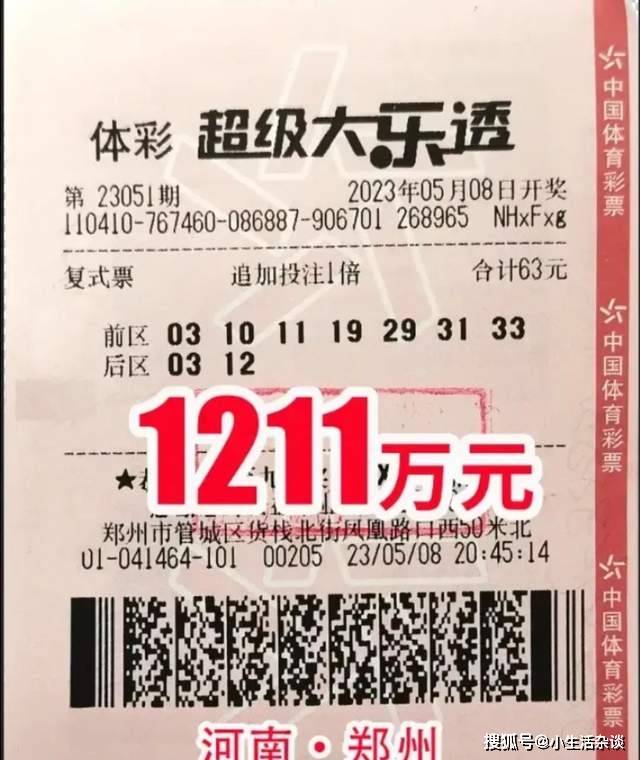 体彩 超级大乐透
第 23051期 2023年05月08日开奖
110410-767460-086887-906701 268965 NHxFxg
复式票 追加投注1倍 合计63元
前区 03 10 11 19 29 31 33
后区 03 12
1211万元
郑州市管城区货栈北街凤凰路口西50米北
01-041464-101 00205 23/05/08 20:45:14
河南·郑州
中国体育彩票
中国体育彩票
中国体育彩票
搜狐号@小生活杂谈